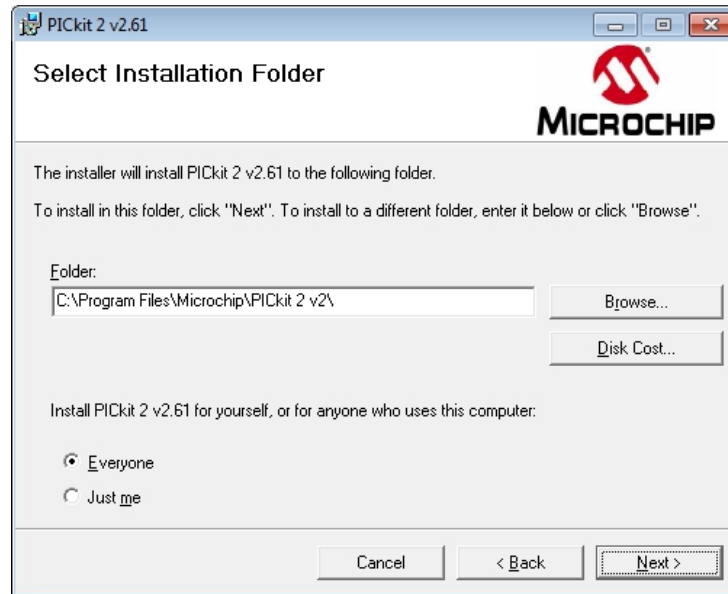 PICkit 2 v2.61
Select Installation Folder
MICROCHIP
The installer will install PICkit 2 v2.61 to the following folder.
To install in this folder, click "Next". To install to a different folder, enter it below or click "Browse".
Folder:
C:\Program Files\Microchip\PICkit 2 v2\
Browse...
Disk Cost...
Install PICkit 2 v2.61 for yourself, or for anyone who uses this computer:
Everyone
Just me
Cancel
< Back
Next >